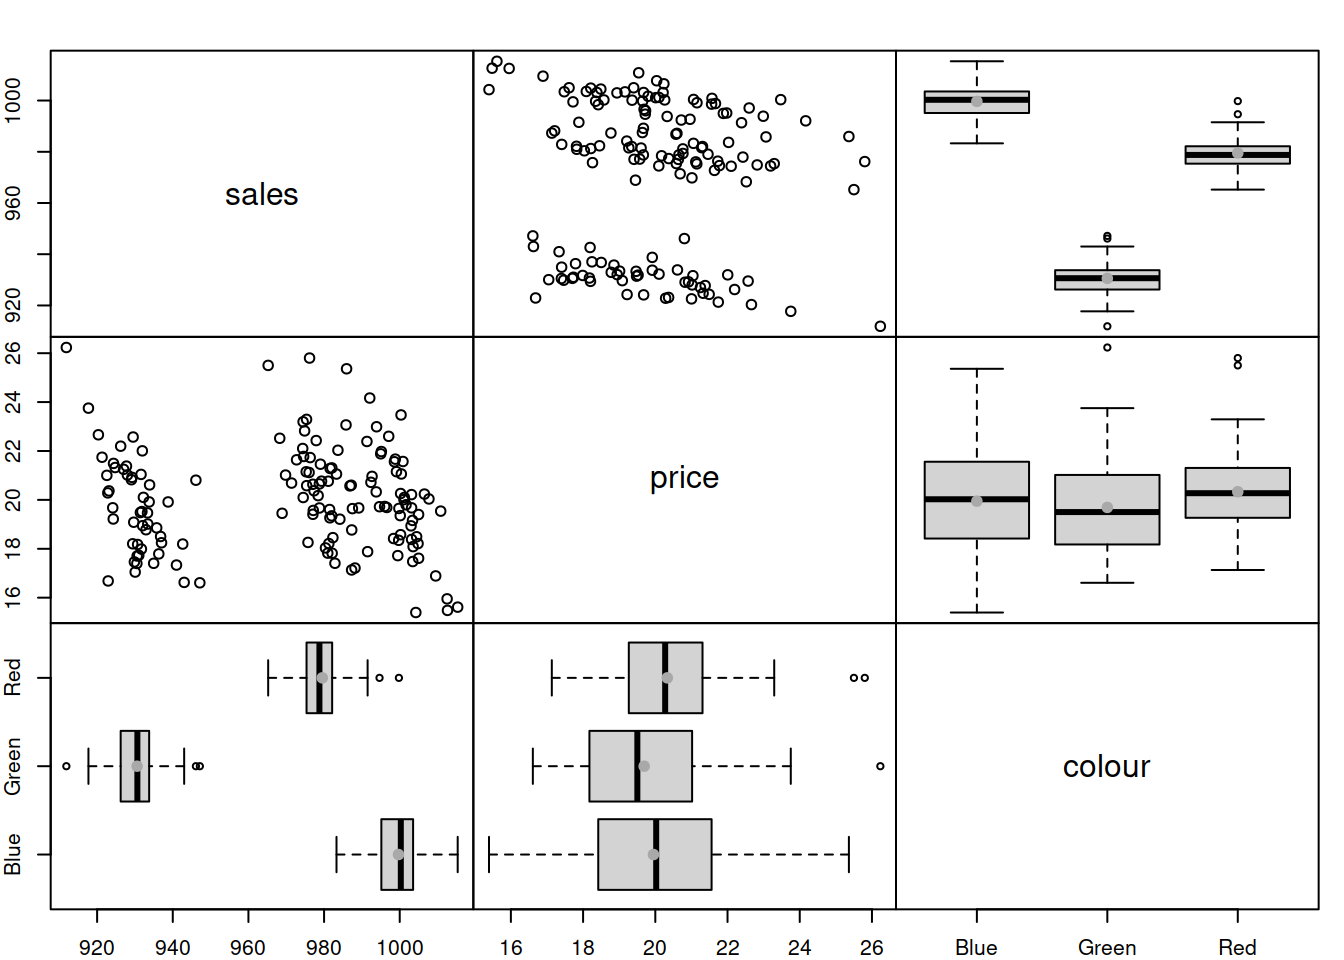 1000
960
920
sales
26
24
22
20
18
16
price
Red
Green
Blue
colour
920 940 960 980 1000 16 18 20 22 24 26 Blue Green Red